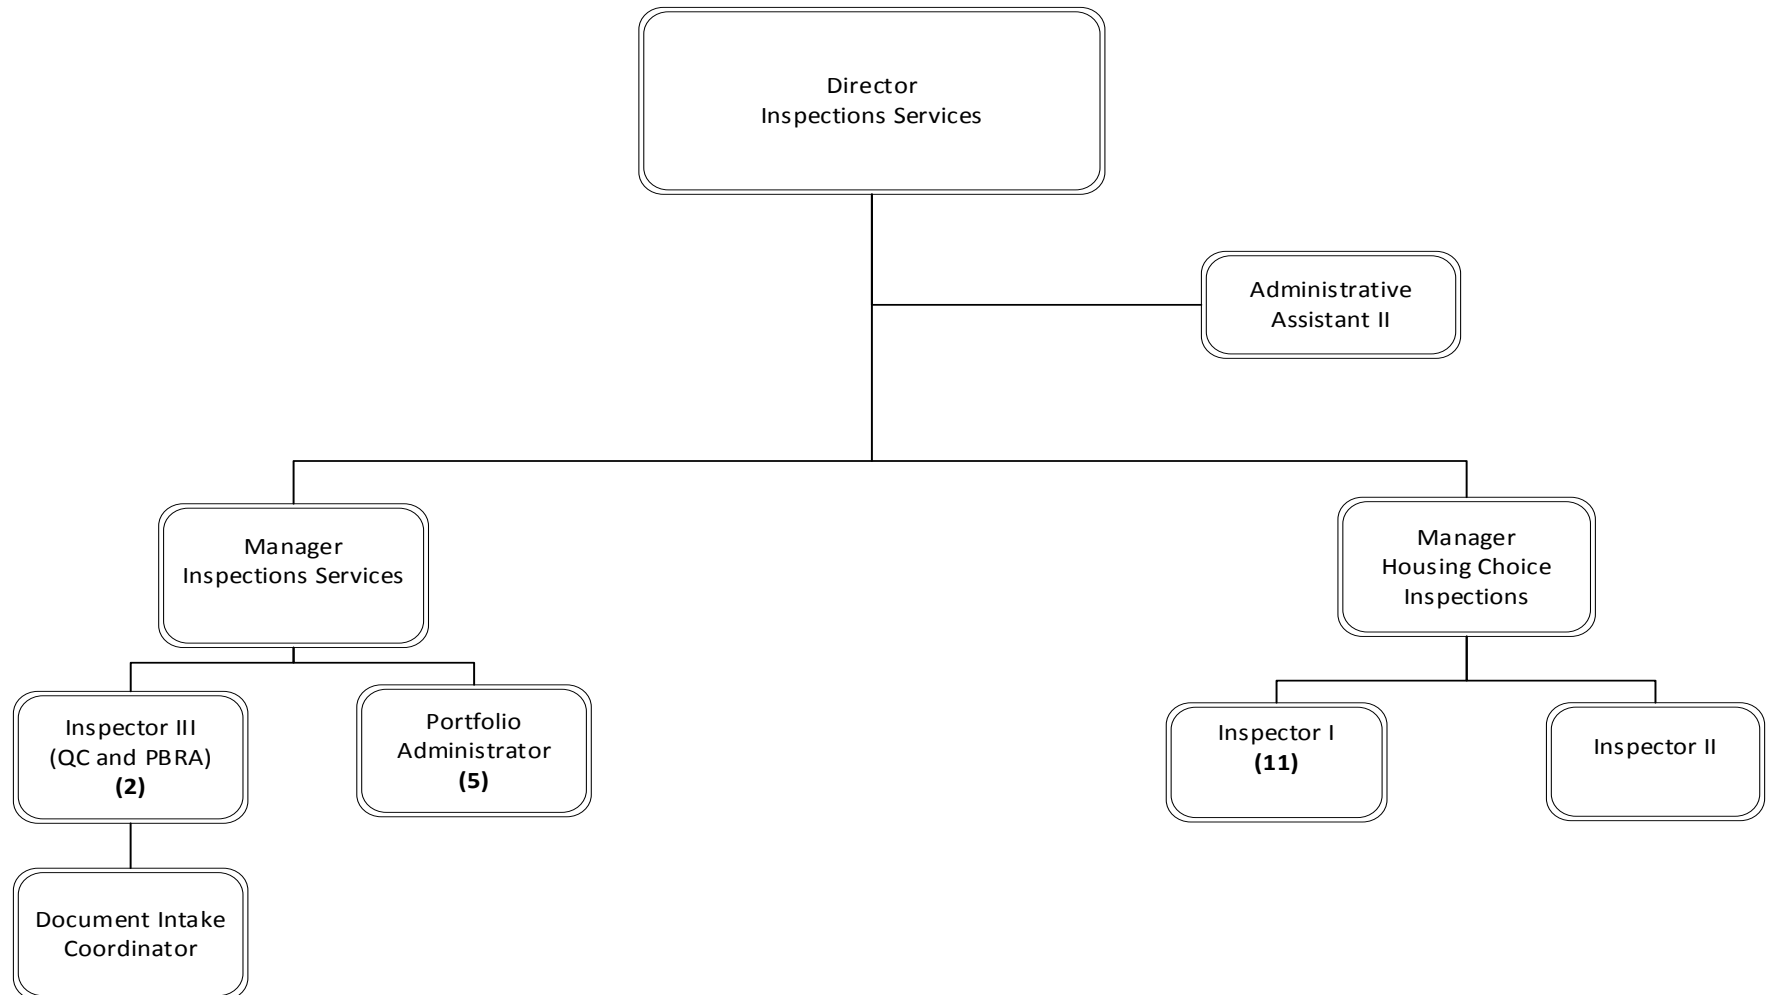 Director
Inspections Services
Administrative
Assistant II
Manager
Inspections Services
Manager
Housing Choice
Inspections
Inspector III
(QC and PBRA)
(2)
Portfolio
Administrator
(5)
Inspector I
(11)
Inspector II
Document Intake
Coordinator